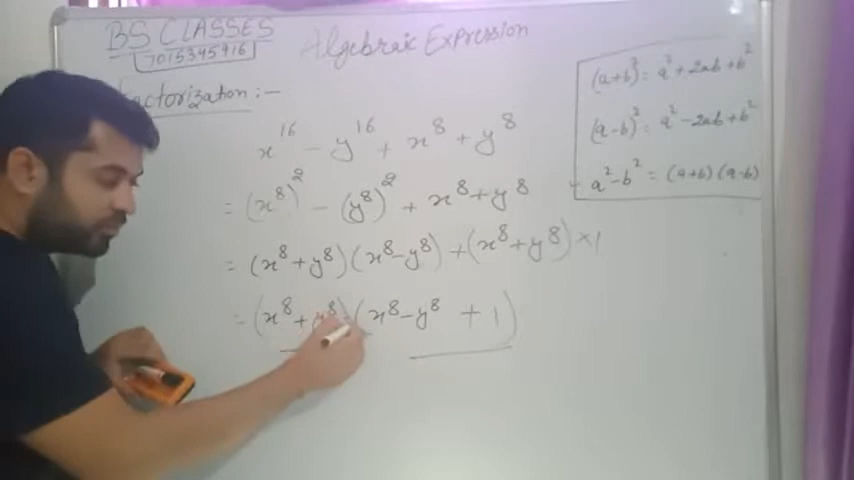 BS CLASSES
7015345916
Algebraic Expression
Factorization :-
x¹⁶ - y¹⁶ + x⁸ + y⁸
= (x⁸)² - (y⁸)² + x⁸ + y⁸
= (x⁸ + y⁸) (x⁸ - y⁸) + (x⁸ + y⁸) × 1
= (x⁸ + y⁸) (x⁸ - y⁸ + 1)
(a+b)² = a² + 2ab + b²
(a-b)² = a² - 2ab + b²
a² - b² = (a+b) (a-b)